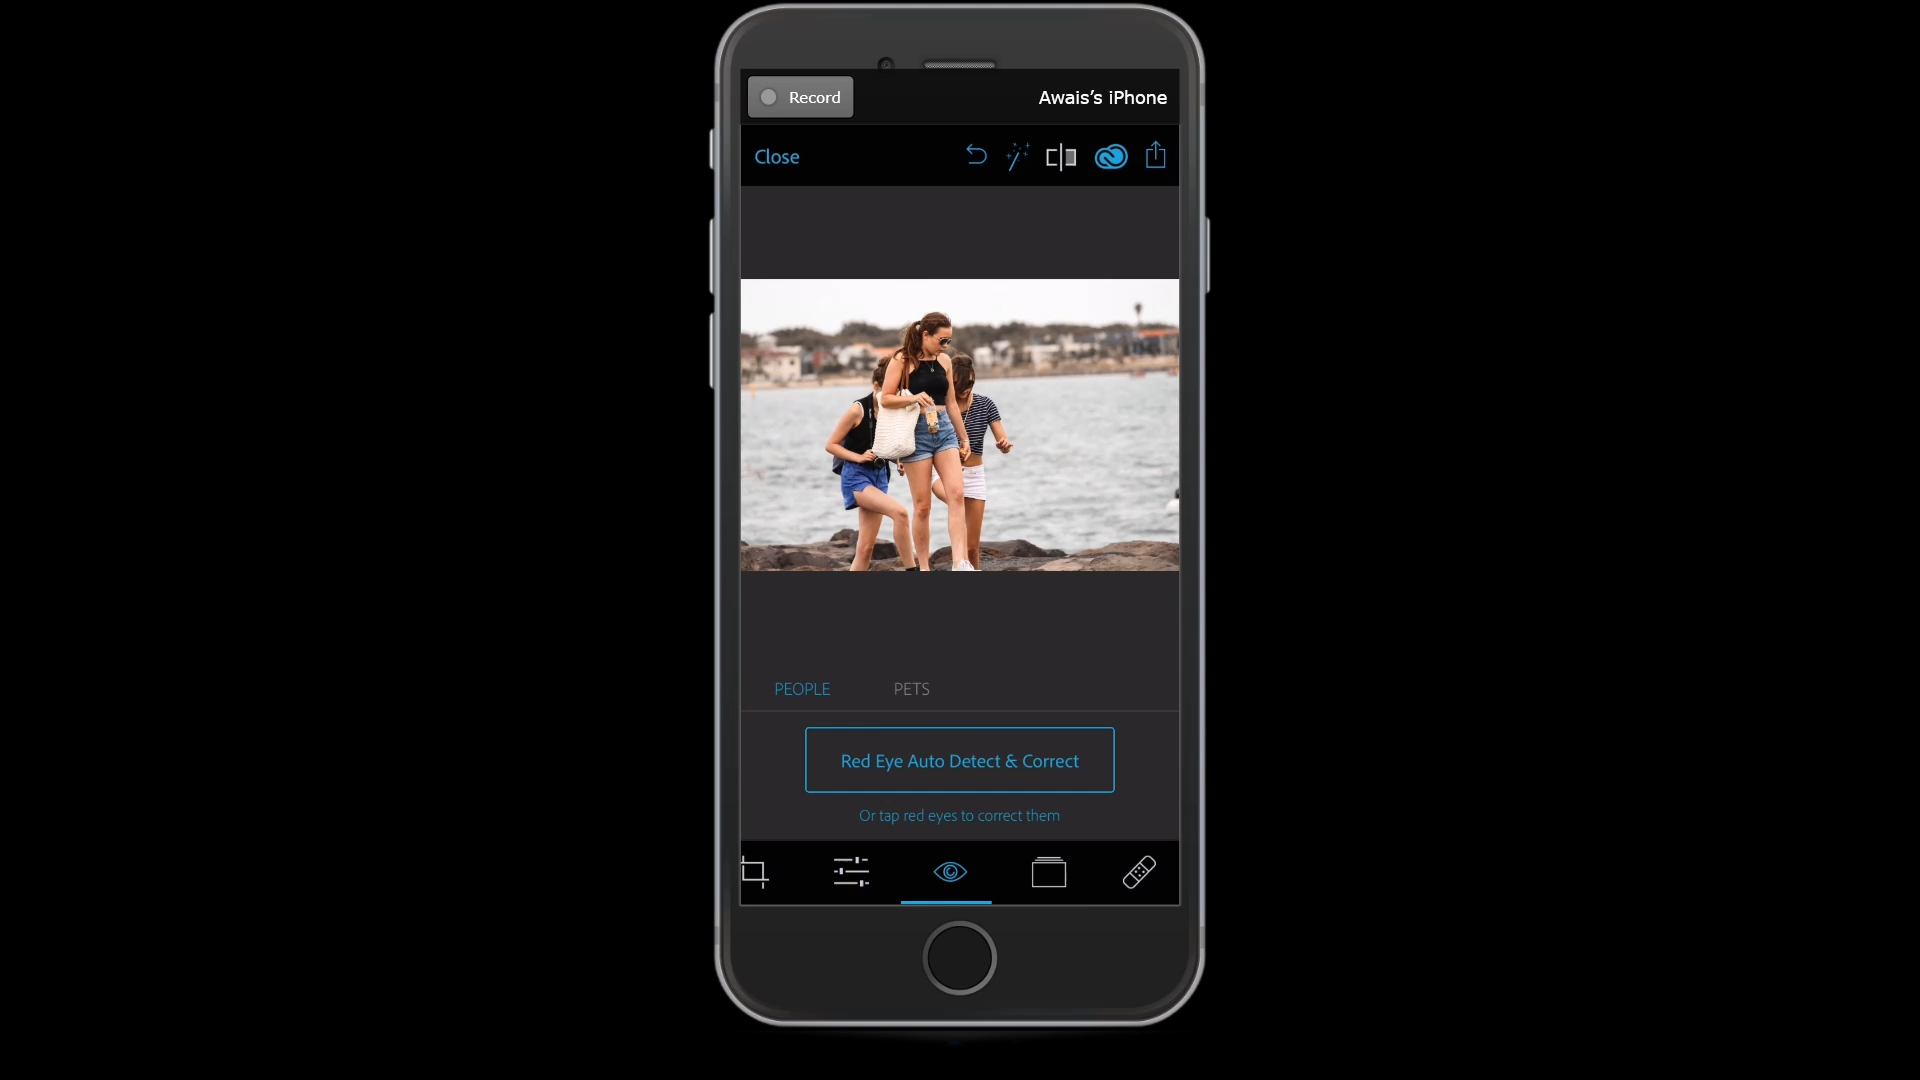 Record
Awais’s iPhone
Close
PEOPLE
PETS
Red Eye Auto Detect & Correct
Or tap red eyes to correct them